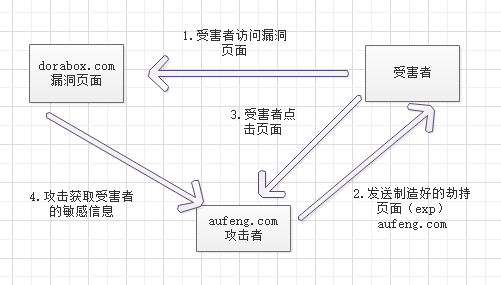 1.受害者访问漏洞
页面
dorabox.com
漏洞页面
受害者
3.受害者点
击页面
4.攻击获取受害者
的敏感信息
2.发送制造好的劫持
页面（exp）
aufeng.com
aufeng.com
攻击者